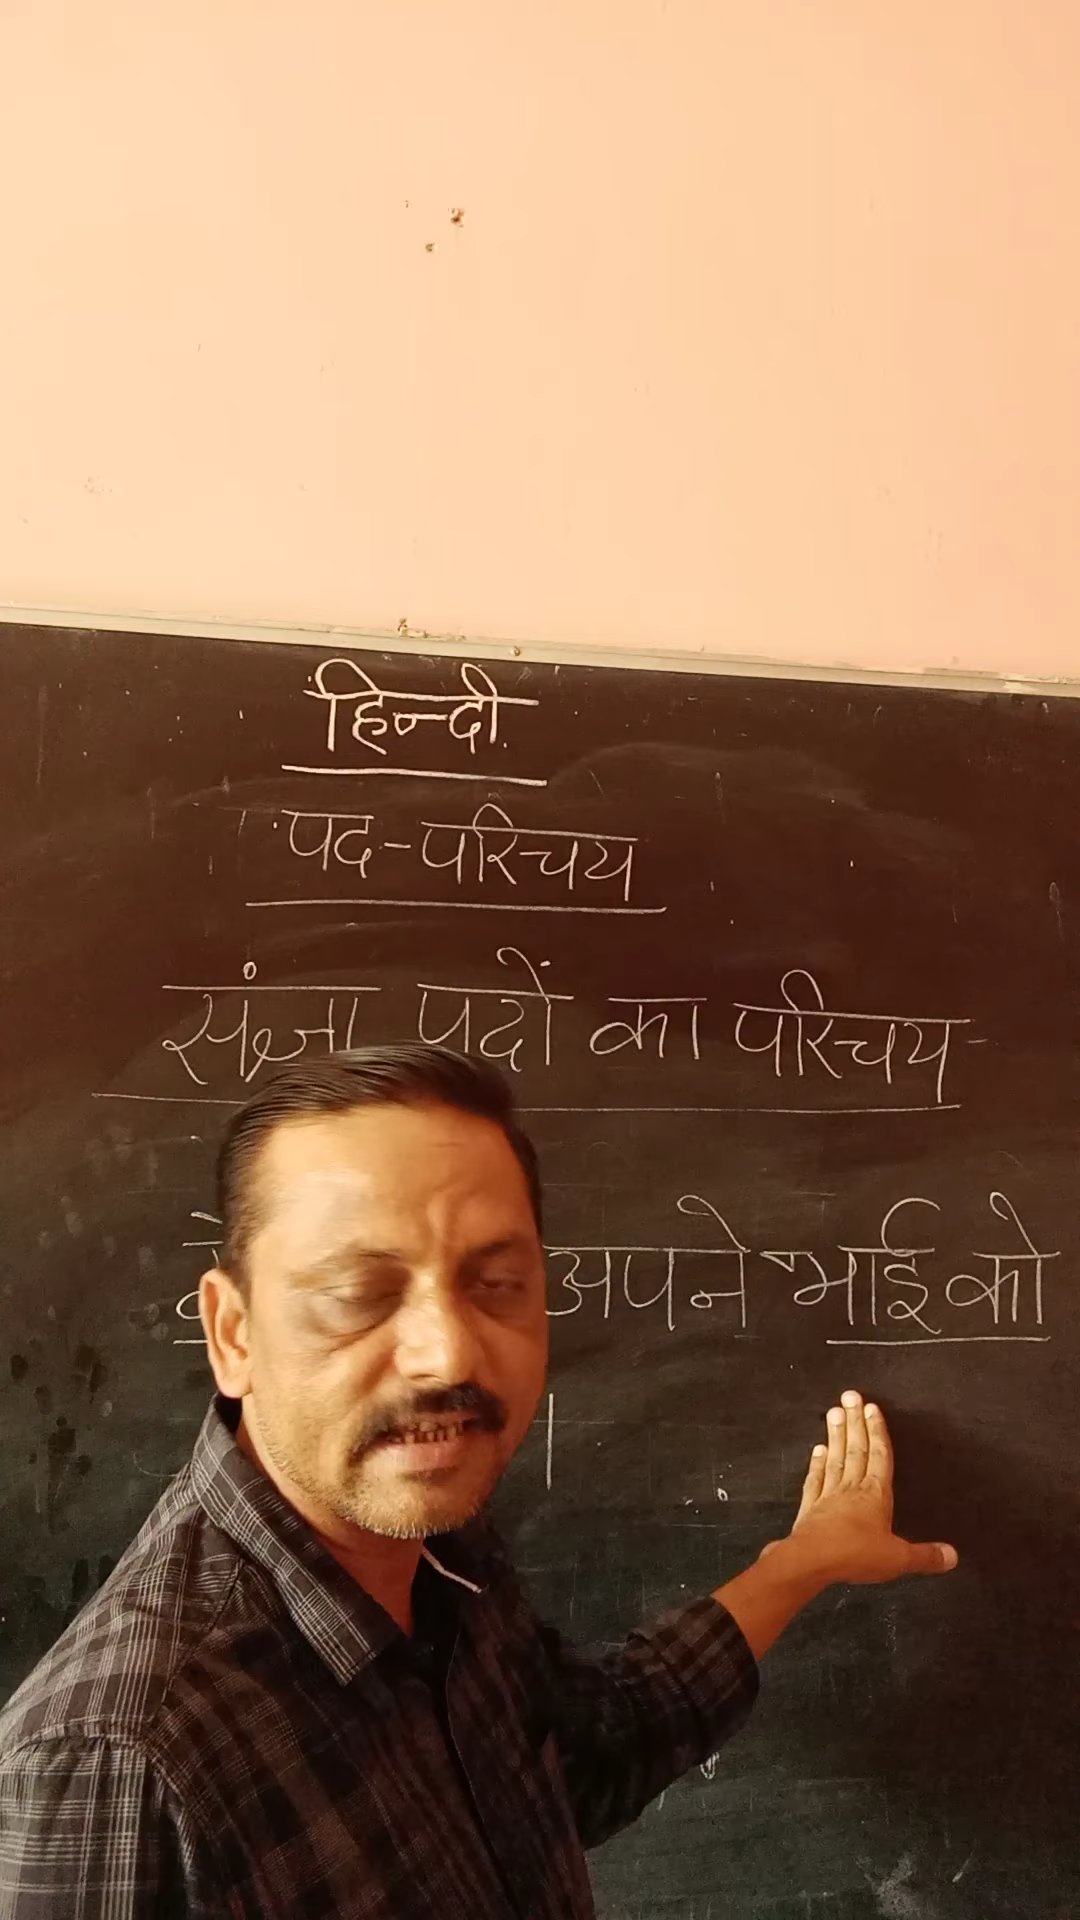 हिन्दी
पद-परिचय
संज्ञा पदों का परिचय-
अपने भाई को
।